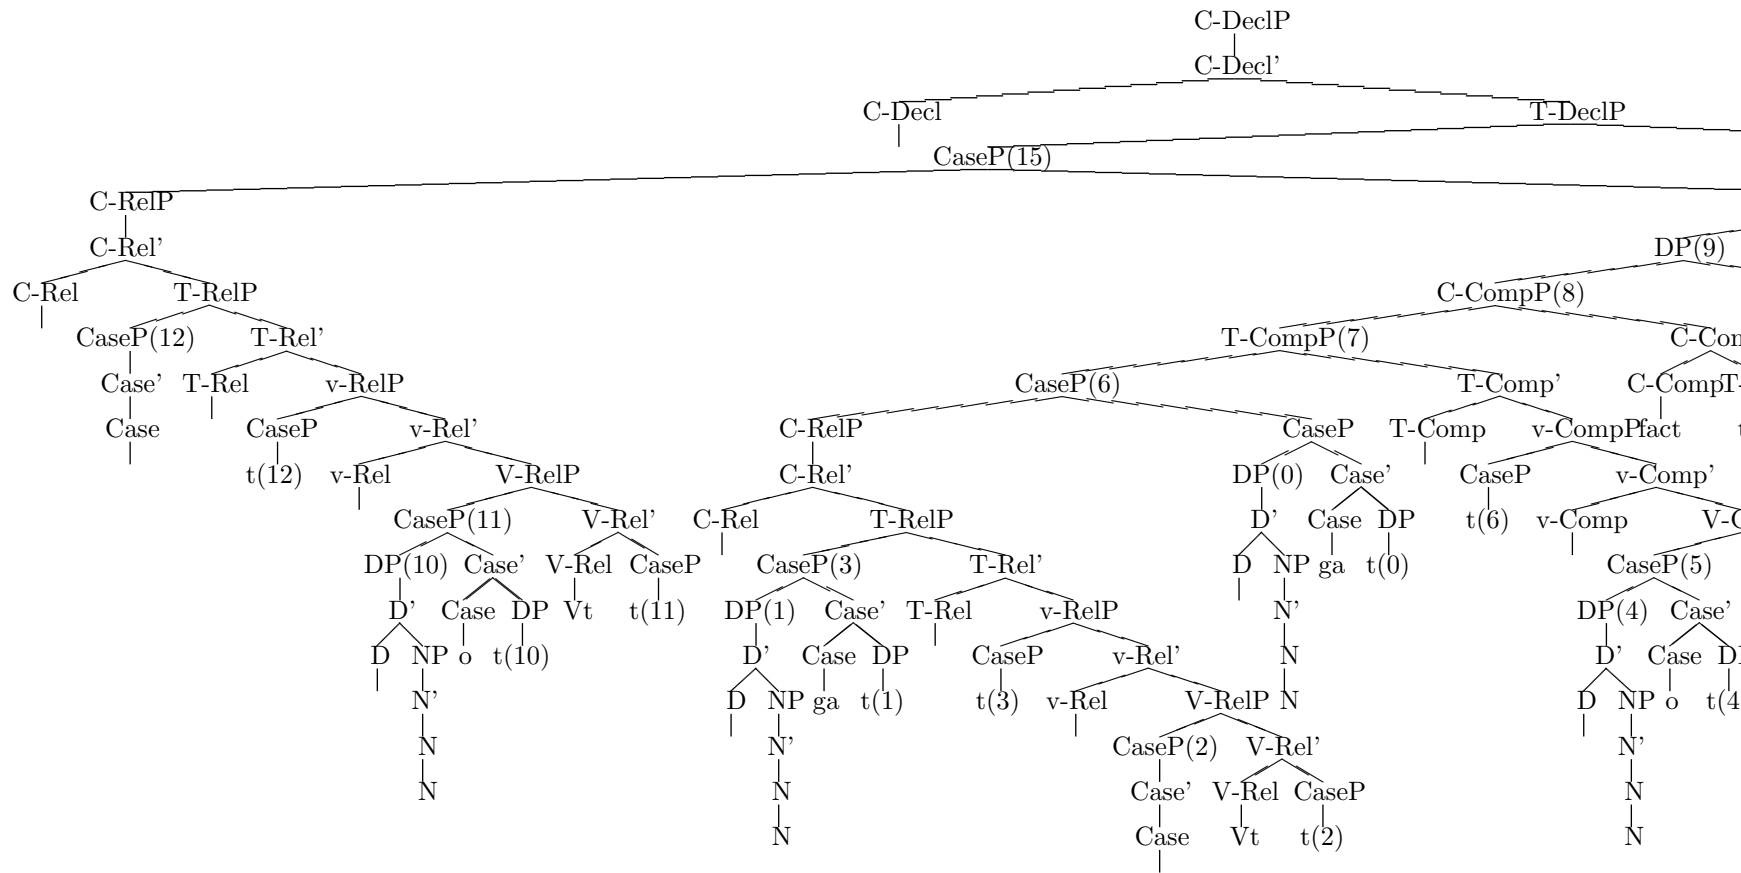 C-DeclP
C-Decl’
C-Decl T-DeclP
CaseP(15)
C-RelP
C-Rel’ DP(9)
C-Rel T-RelP C-CompP(8)
CaseP(12) T-Rel’ T-CompP(7) C-Com
Case’ T-Rel v-RelP CaseP(6) T-Comp’ C-Comp T-
Case CaseP v-Rel’ C-RelP CaseP T-Comp v-CompP fact t
t(12) v-Rel V-RelP C-Rel’ DP(0) Case’ CaseP v-Comp’
CaseP(11) V-Rel’ C-Rel T-RelP D’ Case DP t(6) v-Comp V-C
DP(10) Case’ V-Rel CaseP CaseP(3) T-Rel’ D NP ga t(0) CaseP(5)
D’ Case DP Vt t(11) DP(1) Case’ T-Rel v-RelP N’ DP(4) Case’
D NP o t(10) D’ Case DP CaseP v-Rel’ N D’ Case D
N’ D NP ga t(1) t(3) v-Rel V-RelP N D NP o t(4
N N’ CaseP(2) V-Rel’ N’
N N Case’ V-Rel CaseP N
N Case Vt t(2) N